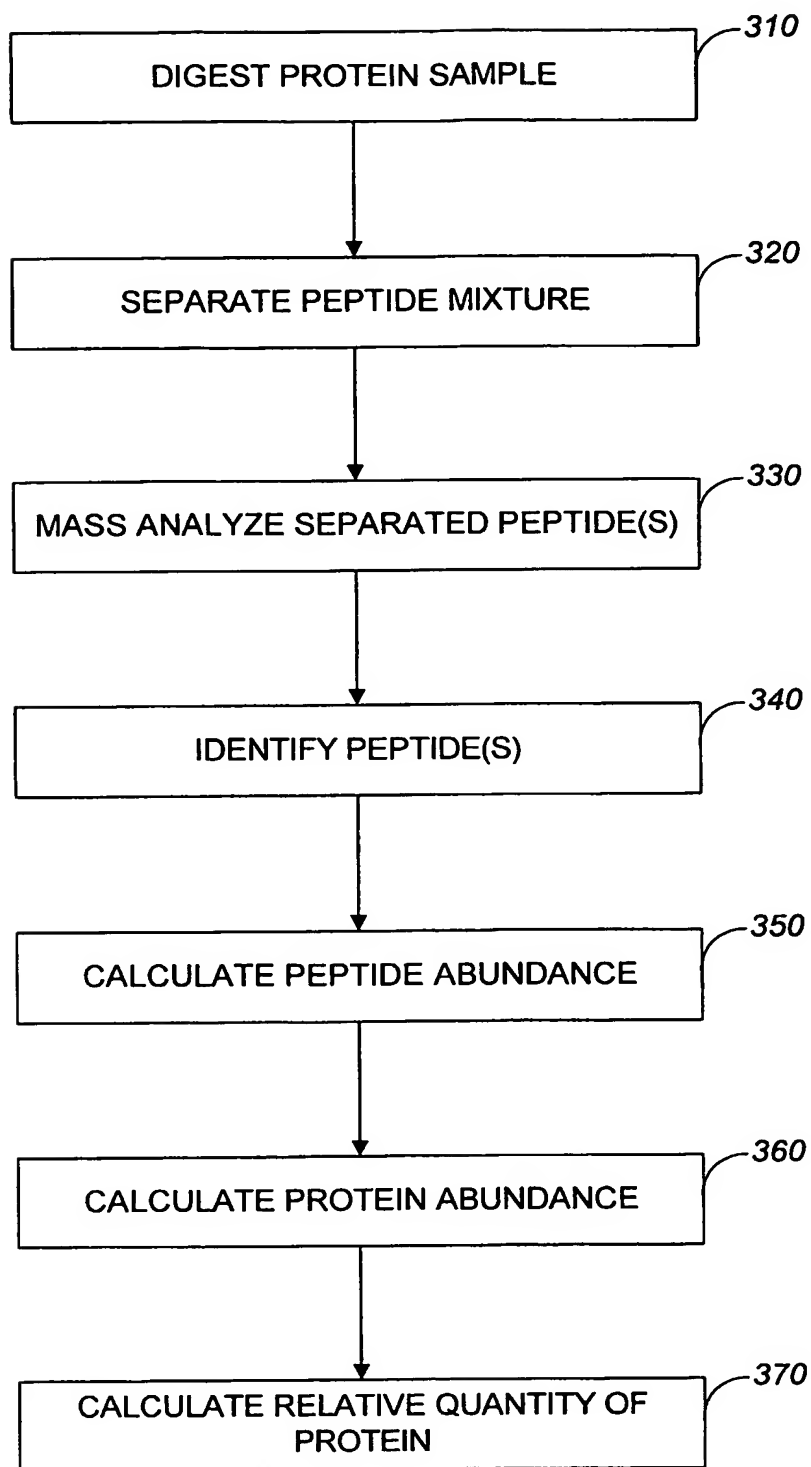 310
DIGEST PROTEIN SAMPLE
320
SEPARATE PEPTIDE MIXTURE
330
MASS ANALYZE SEPARATED PEPTIDE(S)
340
IDENTIFY PEPTIDE(S)
350
CALCULATE PEPTIDE ABUNDANCE
360
CALCULATE PROTEIN ABUNDANCE
370
CALCULATE RELATIVE QUANTITY OF
PROTEIN